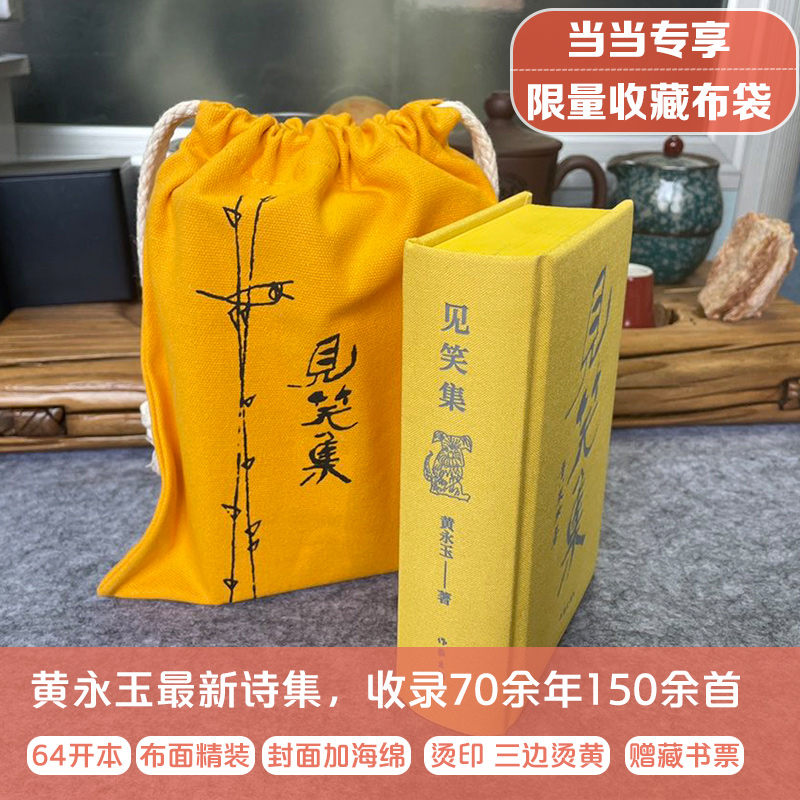 当当专享
限量收藏布袋
見笑集
见笑集
黄永玉——著
見笑集
黄永玉最新诗集，收录70余年150余首
64开本 布面精装 封面加海绵 烫印 三边烫黄 赠藏书票